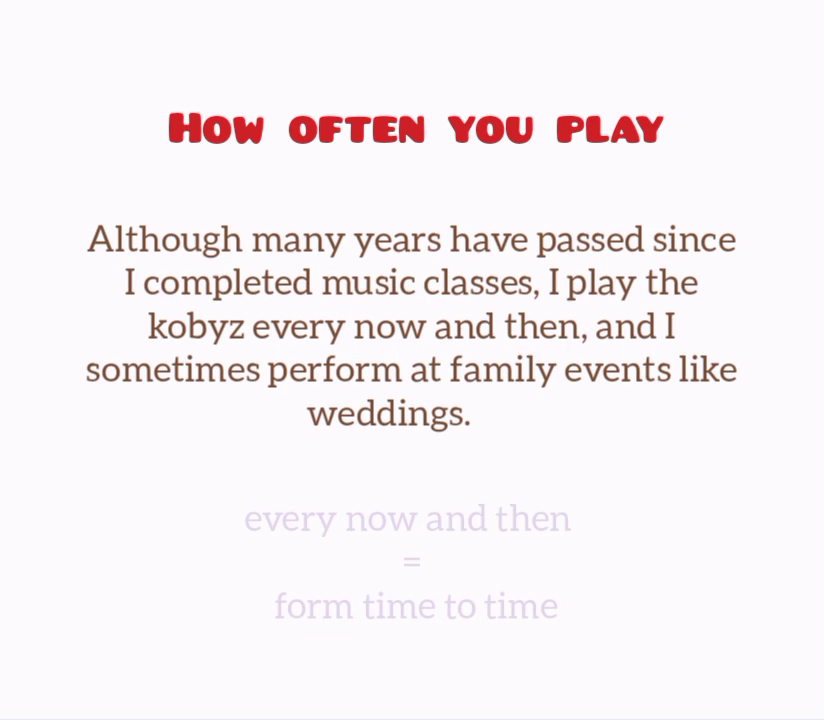 How often you play
Although many years have passed since
I completed music classes, I play the
kobyz every now and then, and I
sometimes perform at family events like
weddings.
every now and then
=
form time to time